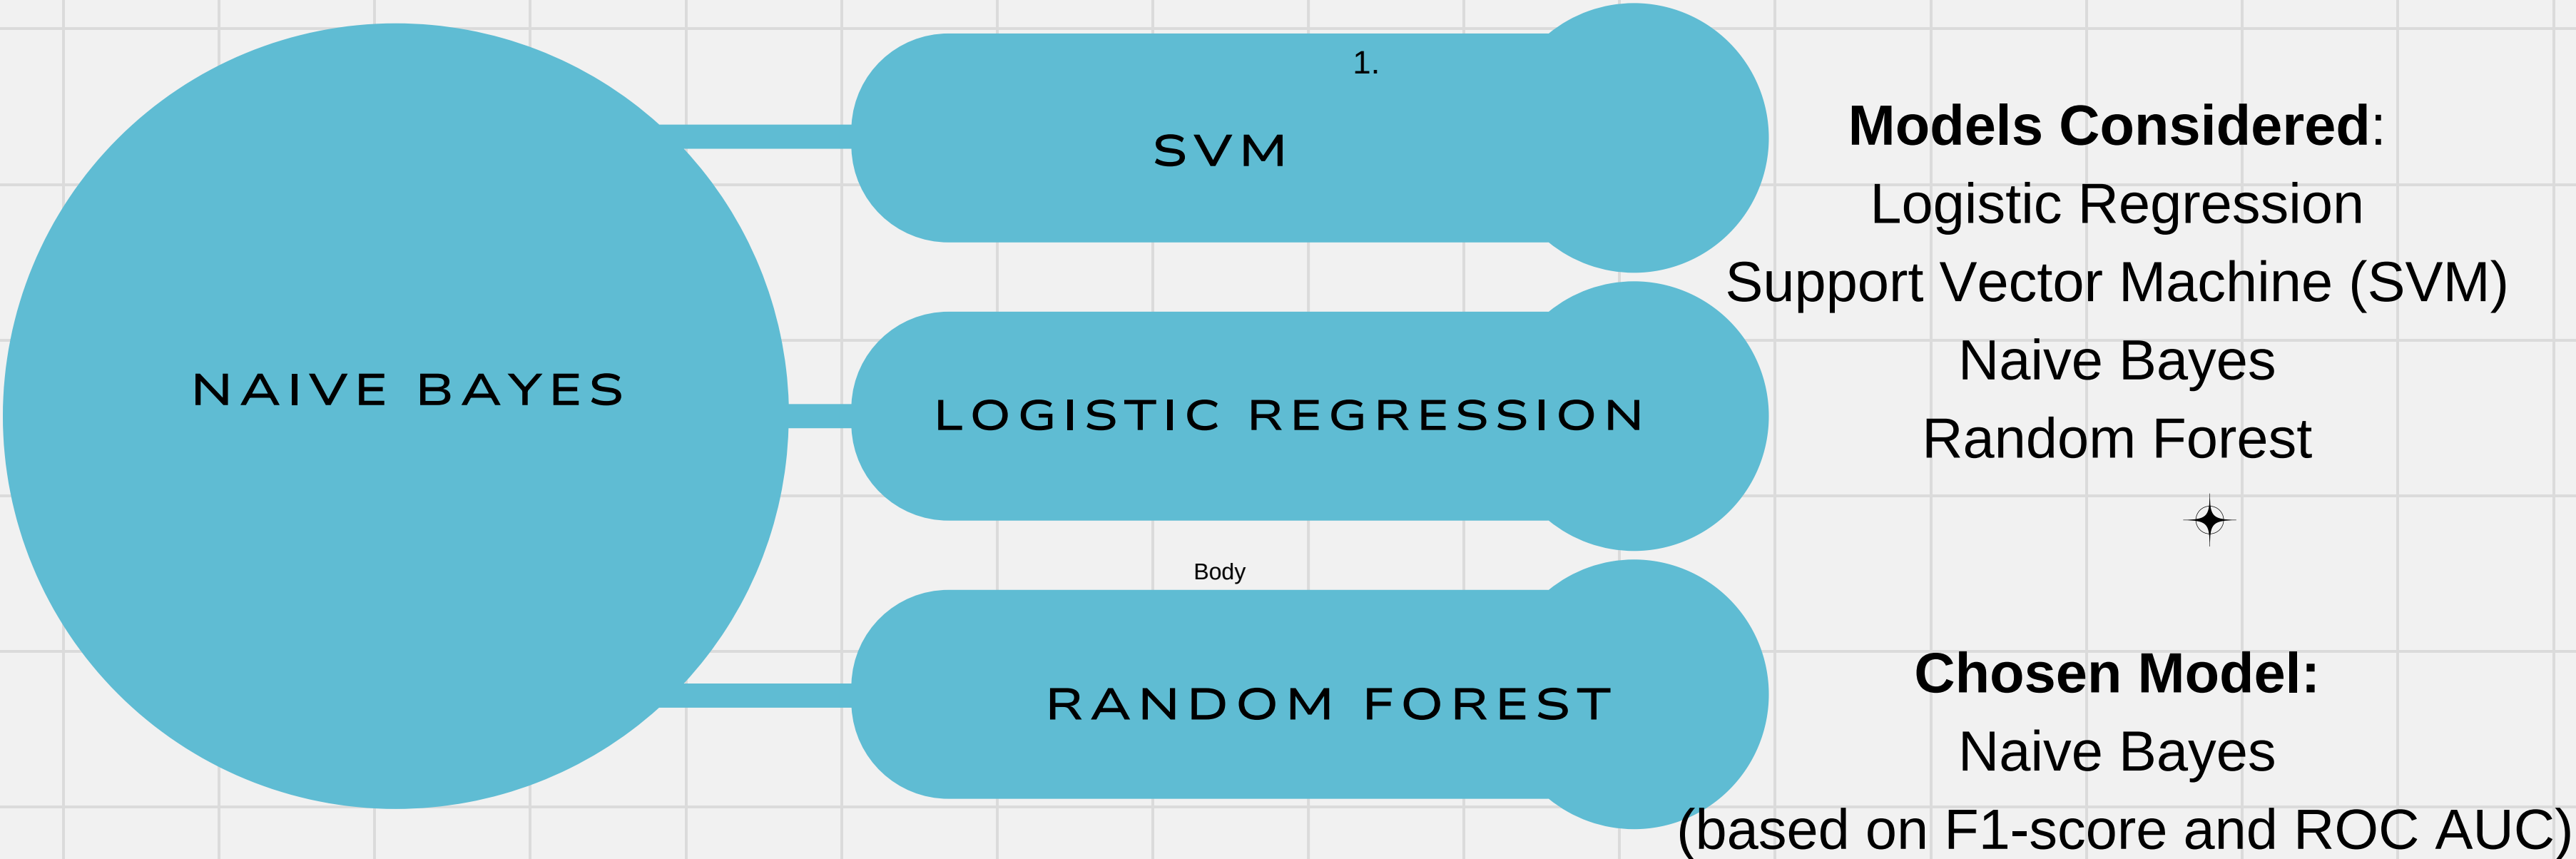 NAIVE BAYES
1.
SVM
LOGISTIC REGRESSION
Body
RANDOM FOREST
Models Considered:
Logistic Regression
Support Vector Machine (SVM)
Naive Bayes
Random Forest
Chosen Model:
Naive Bayes
(based on F1-score and ROC AUC)